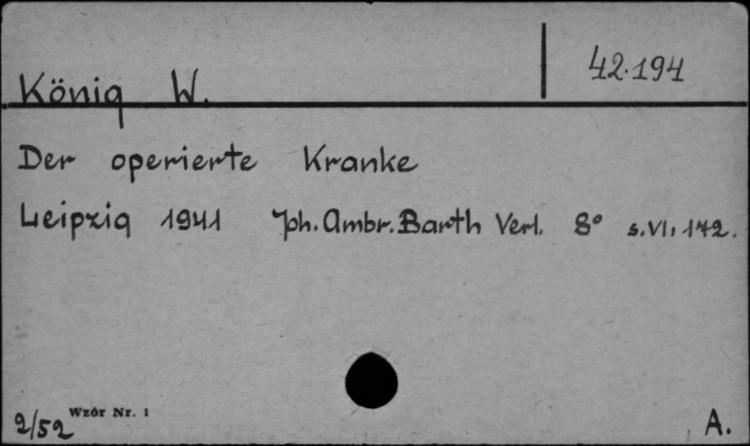 König W.
42.194
Der operierte Kranke
Leipzig 1941 Joh. Ambr. Barth Verl. 8° s. VI, 142.
2/52 Wzór Nr. 1
A.